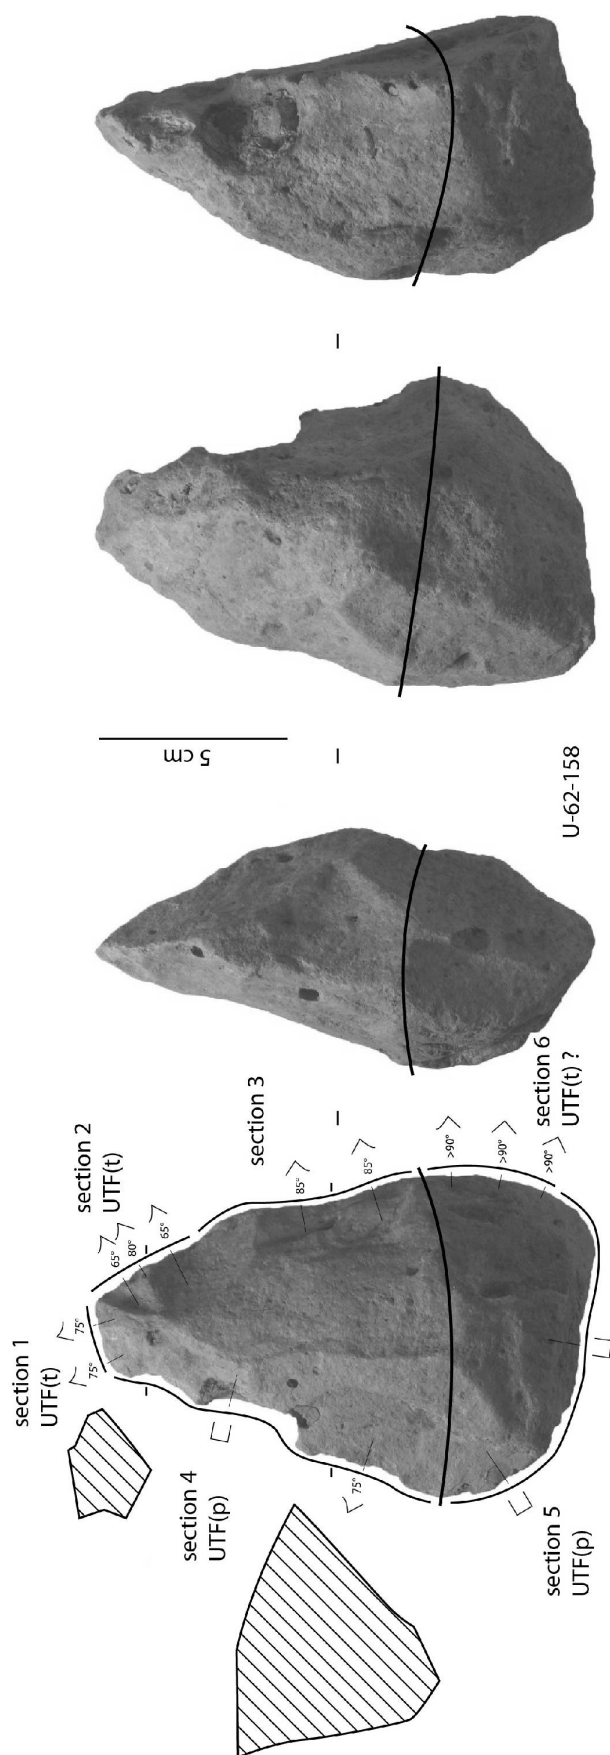 section 1
UTF(t)
section 2
UTF(t)
75°
75°
65°
80°
65°
section 3
85°
85°
section 4
UTF(p)
75°
section 5
UTF(p)
section 6
UTF(t) ?
>90°
>90°
>90°
5 cm
U-62-158